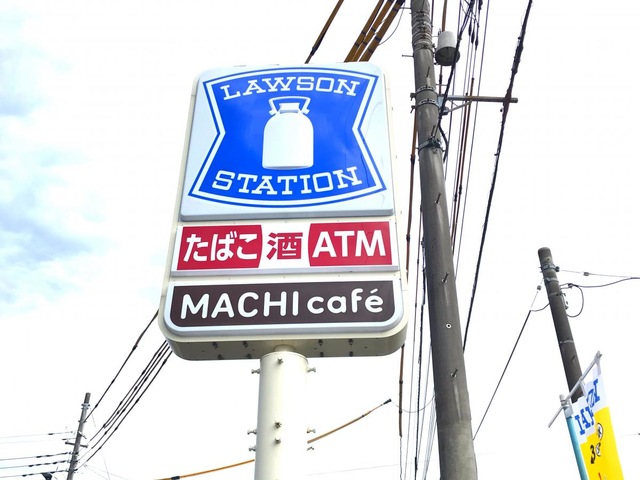 LAWSON
STATION
たばこ 酒 ATM
MACHI café